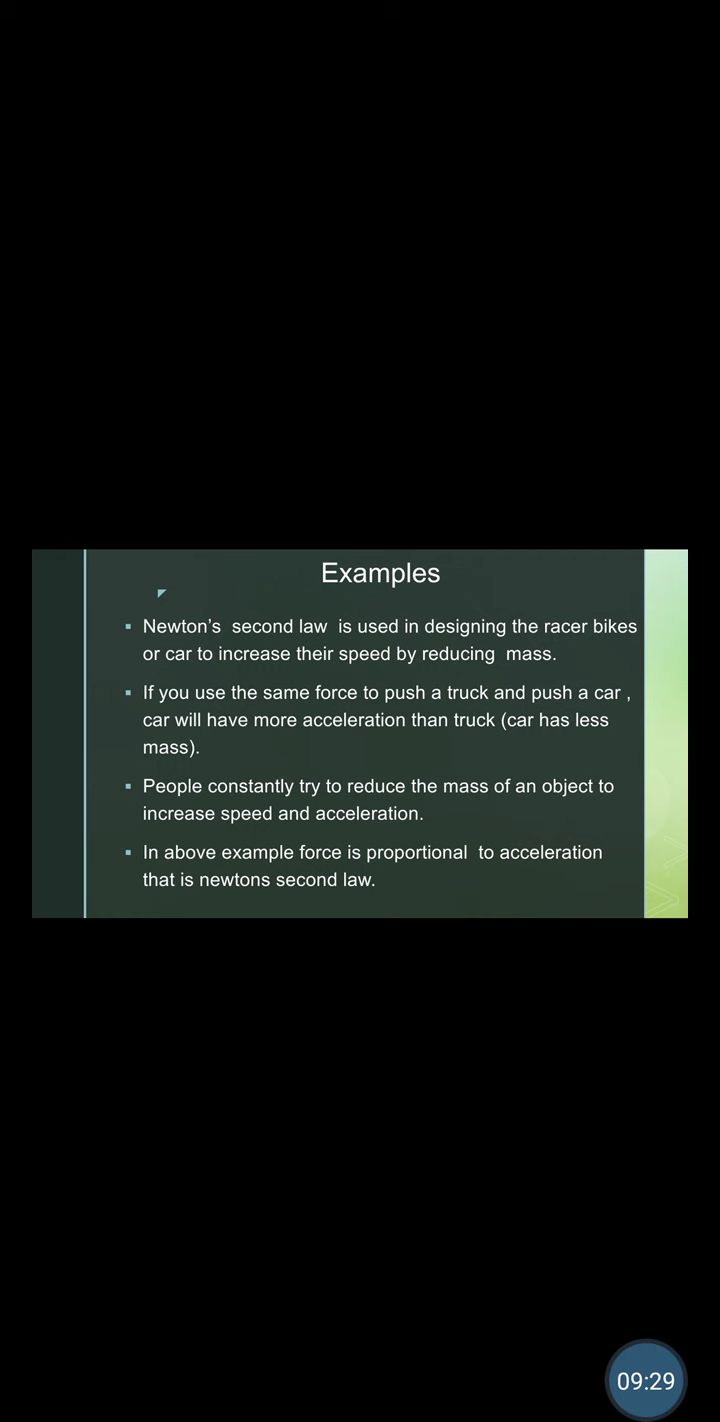 Examples
▪ Newton’s  second law  is used in designing the racer bikes
or car to increase their speed by reducing  mass.
▪ If you use the same force to push a truck and push a car ,
car will have more acceleration than truck (car has less
mass).
▪ People constantly try to reduce the mass of an object to
increase speed and acceleration.
▪ In above example force is proportional  to acceleration
that is newtons second law.
09:29